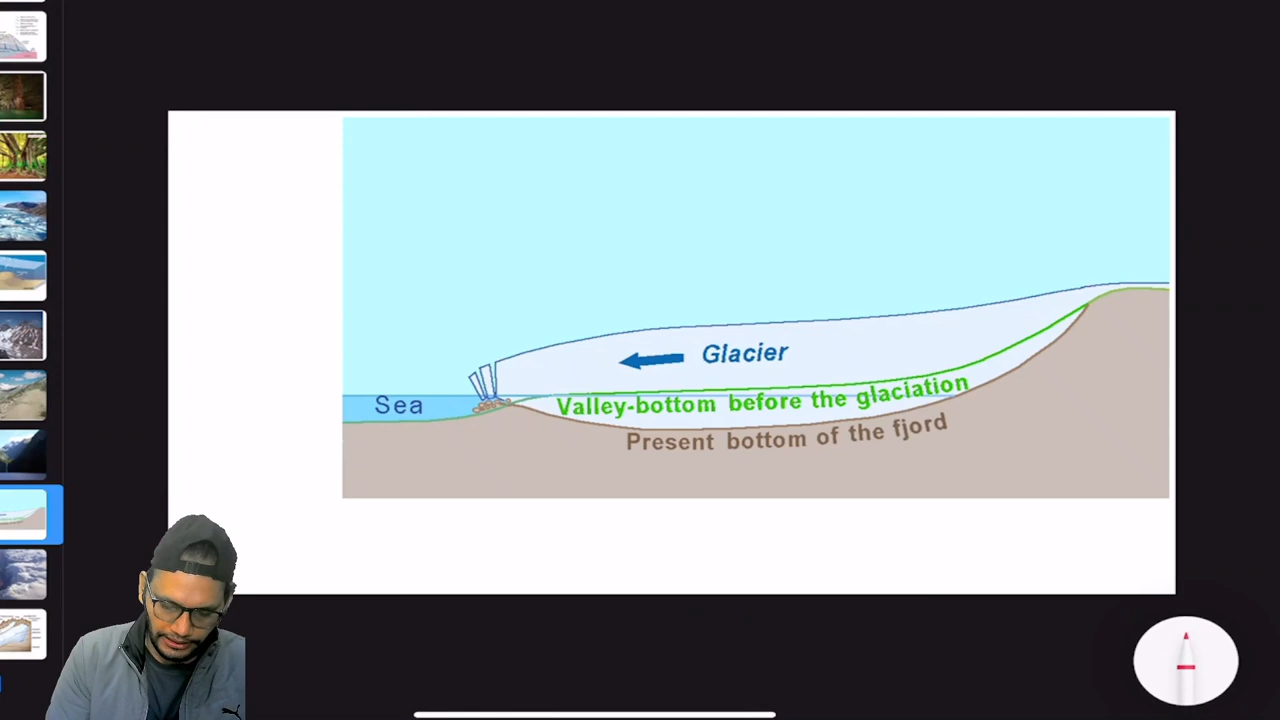 Glacier
Sea
Valley-bottom before the glaciation
Present bottom of the fjord